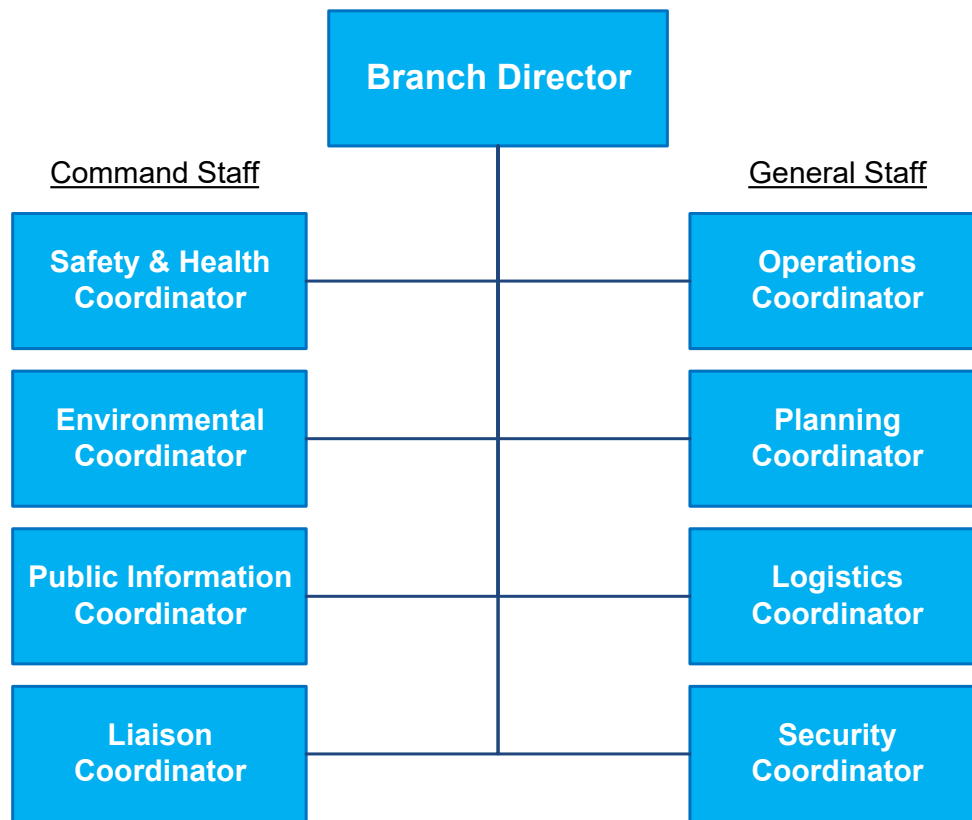 Branch Director
Command Staff
General Staff
Safety & Health
Coordinator
Operations
Coordinator
Environmental
Coordinator
Planning
Coordinator
Public Information
Coordinator
Logistics
Coordinator
Liaison
Coordinator
Security
Coordinator